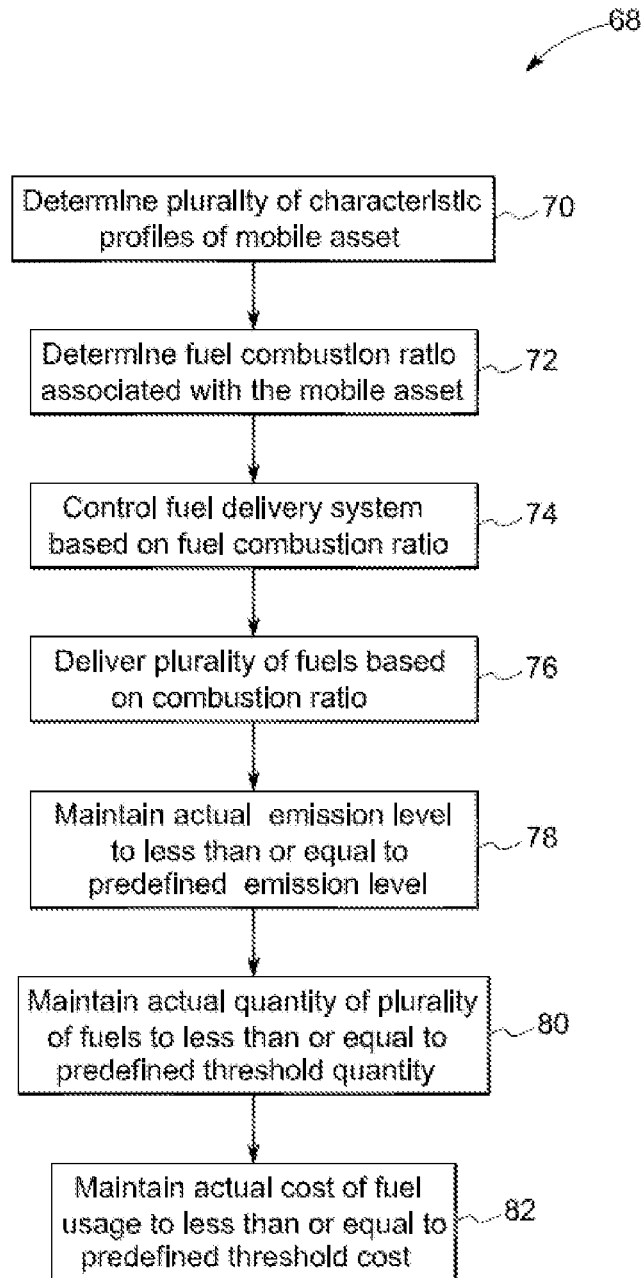 68
Determine plurality of characteristic
profiles of mobile asset
70
Determine fuel combustion ratio
associated with the mobile asset
72
Control fuel delivery system
based on fuel combustion ratio
74
Deliver plurality of fuels based
on combustion ratio
76
Maintain actual emission level
to less than or equal to
predefined emission level
78
Maintain actual quantity of plurality
of fuels to less than or equal to
predefined threshold quantity
80
Maintain actual cost of fuel
usage to less than or equal to
predefined threshold cost
82